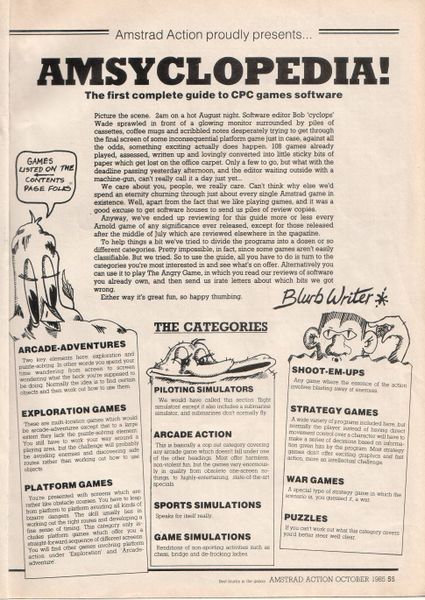 Amstrad Action proudly presents...
AMSYCLOPEDIA!
The first complete guide to CPC games software
Picture the scene. 2am on a hot August night. Software editor Bob 'cyclops'
Wade sprawled in front of a glowing monitor surrounded by piles of
cassettes, coffee mugs and scribbled notes desperately trying to get through
the final screen of some inconsequential platform game just in case, against all
the odds, something exciting actually does happen. 108 games already
played, assessed, written up and lovingly converted into little sticky bits of
paper which get lost on the office carpet. Only a few to go, but what with the
deadline passing yesterday afternoon, and the editor waiting outside with a
machine-gun, can't really call it a day just yet...
We care about you, people, we really care. Can't think why else we'd
spend an eternity churning through just about every single Amstrad game in
existence. Well, apart from the fact that we like playing games, and it was a
good excuse to get software houses to send us piles of review copies.
Anyway, we've ended up reviewing for this guide more or less every
Arnold game of any significance ever released, except for those released
after the middle of July which are reviewed elsewhere in the magazine.
To help things a bit we've tried to divide the programs into a dozen or so
different categories. Pretty impossible, in fact, since some games aren't easily
classifiable. But we tried. So to use the guide, all you have to do is turn to the
categories you're most interested in and see what's on offer. Alternatively you
can use it to play The Angry Game, in which you read our reviews of software
you already own, and then send us irate letters about which bits we got
wrong.
Either way it's great fun, so happy thumbing.
Blurb Writer
GAMES
LISTED ON THE
CONTENTS
PAGE FOLKS
THE CATEGORIES
ARCADE-ADVENTURES
Two key elements here: exploration and
puzzle-solving. In other words you spend your
time wandering from screen to screen
wondering what the heck you're supposed to
be doing. Normally the idea is to find certain
objects and then work out how to use them.
EXPLORATION GAMES
These are multi-location games which would
be arcade-adventures except that to a large
extent they lack the puzzle-solving element.
You still have to work your way around a
playing area, but the challenge will probably
be avoiding enemies and discovering safe
routes rather than working out how to use
objects.
PLATFORM GAMES
You're presented with screens which are
rather like obstacle courses. You have to leap
from platform to platform avoiding all kinds of
bizarre dangers. The skill usually lies in
working out the right routes and developing a
fine sense of timing. This category only in-
cludes platform games which offer you a
straight-forward sequence of different screens.
You will find other games involving platform
action under 'Exploration' and 'Arcade-
adventure'.
PILOTING SIMULATORS
We would have called this section 'flight
simulators' except it also includes a submarine
simulator, and submarines don't normally fly.
ARCADE ACTION
This is basically a cop out category covering
any arcade game which doesn't fall under one
of the other headings. Most offer harmless,
non-violent fun, but the games vary enormous-
ly in quality from obsolete one-screen no-
things, to highly-entertaining, state-of-the-art
specials.
SPORTS SIMULATIONS
Speaks for itself really.
GAME SIMULATIONS
Renditions of non-sporting activities such as
chess, bridge and de-frocking ladies.
SHOOT-EM-UPS
Any game where the essence of the action
involves blasting away of enemies.
STRATEGY GAMES
A wide variety of programs included here, but
normally the player instead of having direct
movement control over a character will have to
make a series of decisions based on informa-
tion given him by the program. Most strategy
games don't offer exciting graphics and fast
action, more an intellectual challenge.
WAR GAMES
A special type of strategy game in which the
scenario is, you guessed it, a war.
PUZZLES
If you can't work out what this category covers
you'd better steer well clear.
AMSTRAD ACTION OCTOBER 1985 55